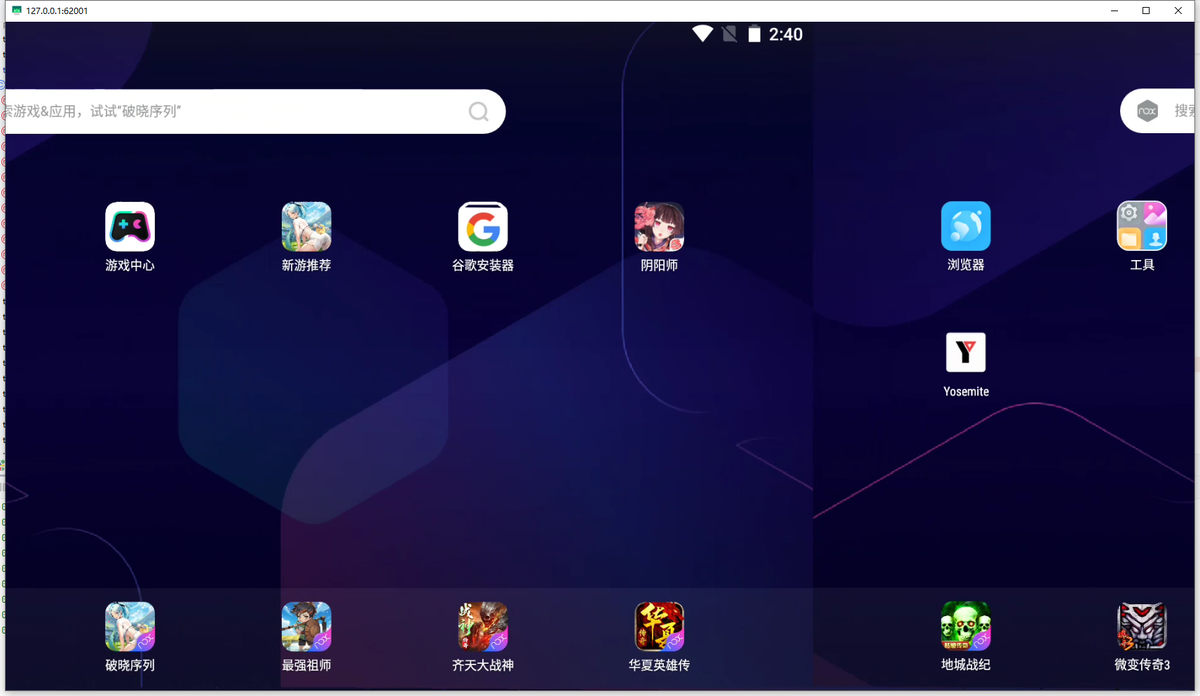 127.0.0.1:62001
2:40
索游戏&应用，试试"破晓序列"
nox 搜索
游戏中心 新游推荐 谷歌安装器 阴阳师 浏览器 工具
Yosemite
破晓序列 最强祖师 齐天大战神 华夏英雄传 地城战纪 微变传奇3